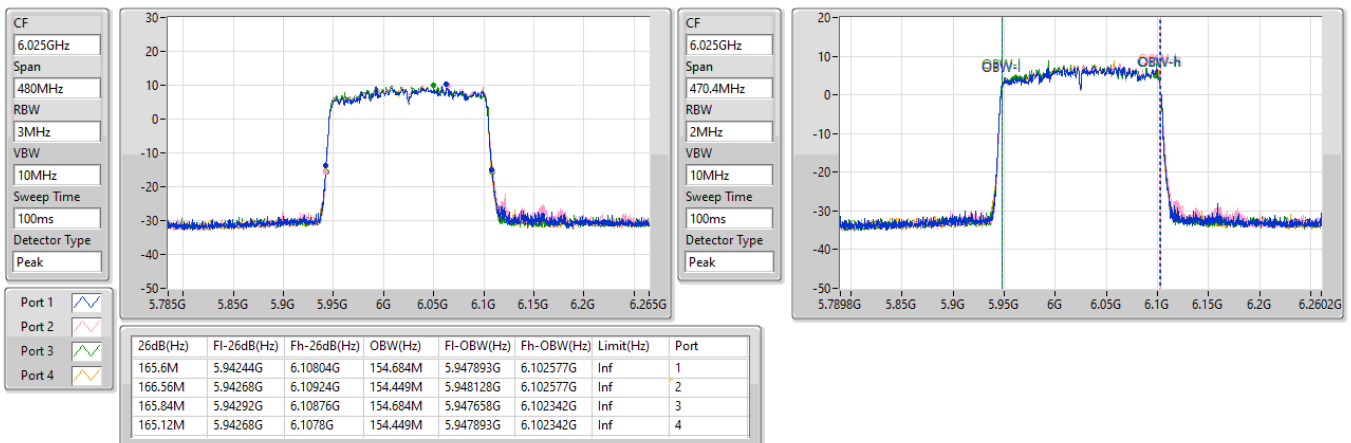 CF
6.025GHz
Span
480MHz
RBW
3MHz
VBW
10MHz
Sweep Time
100ms
Detector Type
Peak
30
20
10
0
-10
-20
-30
-40
-50
5.785G 5.85G 5.9G 5.95G 6G 6.05G 6.1G 6.15G 6.2G 6.265G
CF
6.025GHz
Span
470.4MHz
RBW
2MHz
VBW
10MHz
Sweep Time
100ms
Detector Type
Peak
20
10
0
-10
-20
-30
-40
-50
OBW-l OBW-h
5.7898G 5.85G 5.9G 5.95G 6G 6.05G 6.1G 6.15G 6.2G 6.2602G
Port 1
Port 2
Port 3
Port 4
26dB(Hz) Fl-26dB(Hz) Fh-26dB(Hz) OBW(Hz) Fl-OBW(Hz) Fh-OBW(Hz) Limit(Hz) Port
165.6M 5.94244G 6.10804G 154.684M 5.947893G 6.102577G Inf 1
166.56M 5.94268G 6.10924G 154.449M 5.948128G 6.102577G Inf 2
165.84M 5.94292G 6.10876G 154.684M 5.947658G 6.102342G Inf 3
165.12M 5.94268G 6.1078G 154.449M 5.947893G 6.102342G Inf 4